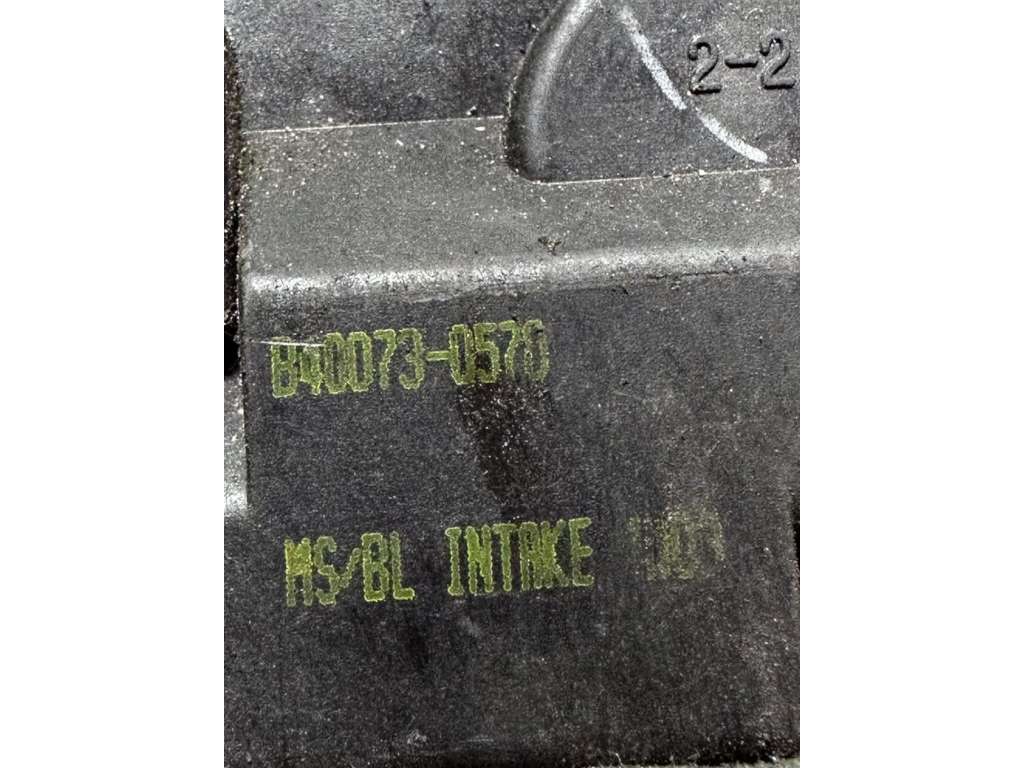 2-2
B40073-0570
MS/BL INTAKE